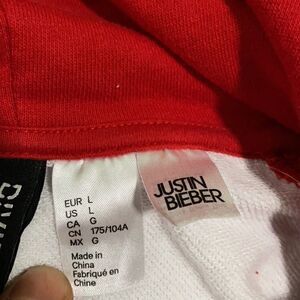 EUR L
US L
CA G
CN 175/104A
MX G
Made in
China
Fabriqué en
Chine
JUSTIN
BIEBER